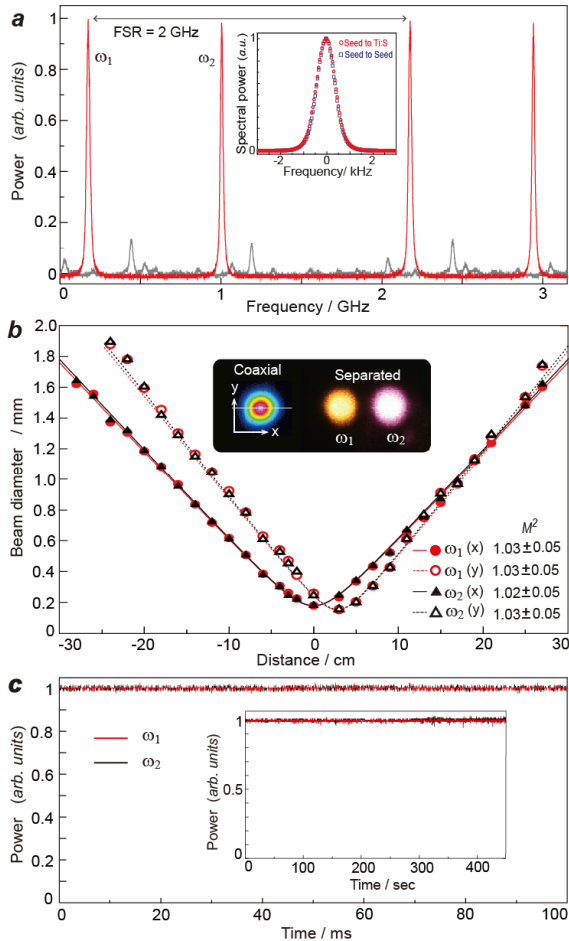 a
FSR = 2 GHz
ω1
ω2
Seed to Ti:S
Seed to Seed
Spectral power (a.u.)
1
0.5
0
-2 0 2
Frequency/ kHz
Power (arb. units)
1
0.8
0.6
0.4
0.2
0
0 1 2 3
Frequency / GHz
b
2.0
1.8
1.6
1.4
1.2
1.0
0.8
0.6
0.4
0.2
0
Beam diameter / mm
Coaxial
Separated
y
x
ω1
ω2
M2
ω1 (x) 1.03±0.05
ω1 (y) 1.03±0.05
ω2 (x) 1.02±0.05
ω2 (y) 1.03±0.05
-30 -20 -10 0 10 20 30
Distance / cm
c
1
0.8
0.6
0.4
0.2
0
Power (arb. units)
ω1
ω2
1
0.5
0
Power (arb. units)
0 100 200 300 400
Time / sec
0 20 40 60 80 100
Time / ms